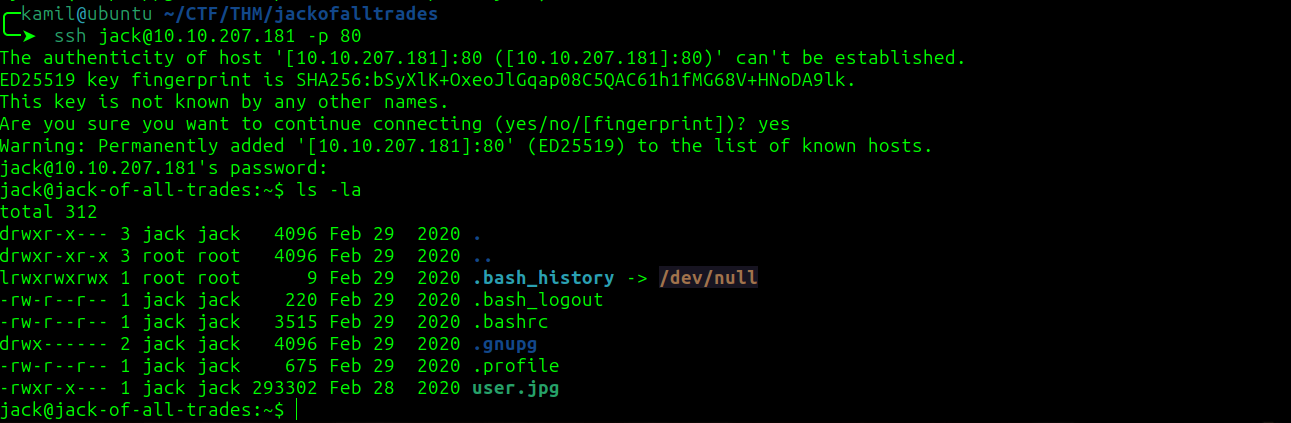 kamil@ubuntu ~/CTF/THM/jackofalltrades
ssh jack@10.10.207.181 -p 80
The authenticity of host '[10.10.207.181]:80 ([10.10.207.181]:80)' can't be established.
ED25519 key fingerprint is SHA256:bSyXlK+OxeoJlGqap08C5QAC61h1fMG68V+HNoDA9lk.
This key is not known by any other names.
Are you sure you want to continue connecting (yes/no/[fingerprint])? yes
Warning: Permanently added '[10.10.207.181]:80' (ED25519) to the list of known hosts.
jack@10.10.207.181's password:
jack@jack-of-all-trades:~$ ls -la
total 312
drwxr-x--- 3 jack jack   4096 Feb 29  2020 .
drwxr-xr-x 3 root root   4096 Feb 29  2020 ..
lrwxrwxrwx 1 root root      9 Feb 29  2020 .bash_history -> /dev/null
-rw-r--r-- 1 jack jack    220 Feb 29  2020 .bash_logout
-rw-r--r-- 1 jack jack   3515 Feb 29  2020 .bashrc
drwx------ 2 jack jack   4096 Feb 29  2020 .gnupg
-rw-r--r-- 1 jack jack    675 Feb 29  2020 .profile
-rwxr-x--- 1 jack jack 293302 Feb 28  2020 user.jpg
jack@jack-of-all-trades:~$